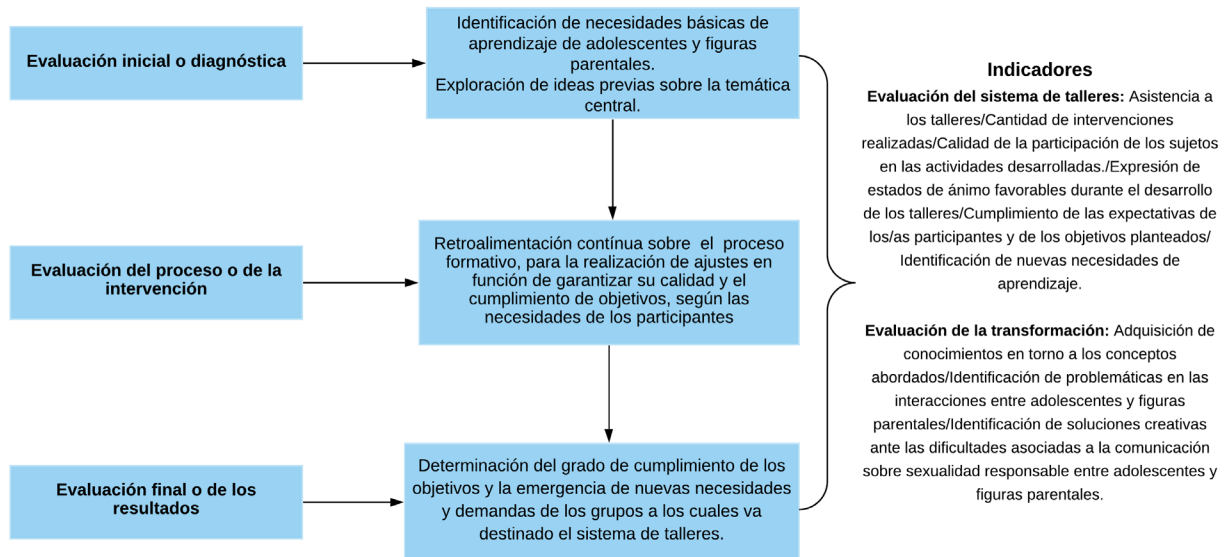 Evaluación inicial o diagnóstica
Identificación de necesidades básicas de
aprendizaje de adolescentes y figuras
parentales.
Exploración de ideas previas sobre la temática
central.
Evaluación del proceso o de la
intervención
Retroalimentación contínua sobre el proceso
formativo, para la realización de ajustes en
función de garantizar su calidad y el
cumplimiento de objetivos, según las
necesidades de los participantes
Evaluación final o de los
resultados
Determinación del grado de cumplimiento de los
objetivos y la emergencia de nuevas necesidades
y demandas de los grupos a los cuales va
destinado el sistema de talleres.
Indicadores
Evaluación del sistema de talleres: Asistencia a
los talleres/Cantidad de intervenciones
realizadas/Calidad de la participación de los sujetos
en las actividades desarrolladas./Expresión de
estados de ánimo favorables durante el desarrollo
de los talleres/Cumplimiento de las expectativas de
los/as participantes y de los objetivos planteados/
Identificación de nuevas necesidades de
aprendizaje.
Evaluación de la transformación: Adquisición de
conocimientos en torno a los conceptos
abordados/Identificación de problemáticas en las
interacciones entre adolescentes y figuras
parentales/Identificación de soluciones creativas
ante las dificultades asociadas a la comunicación
sobre sexualidad responsable entre adolescentes y
figuras parentales.